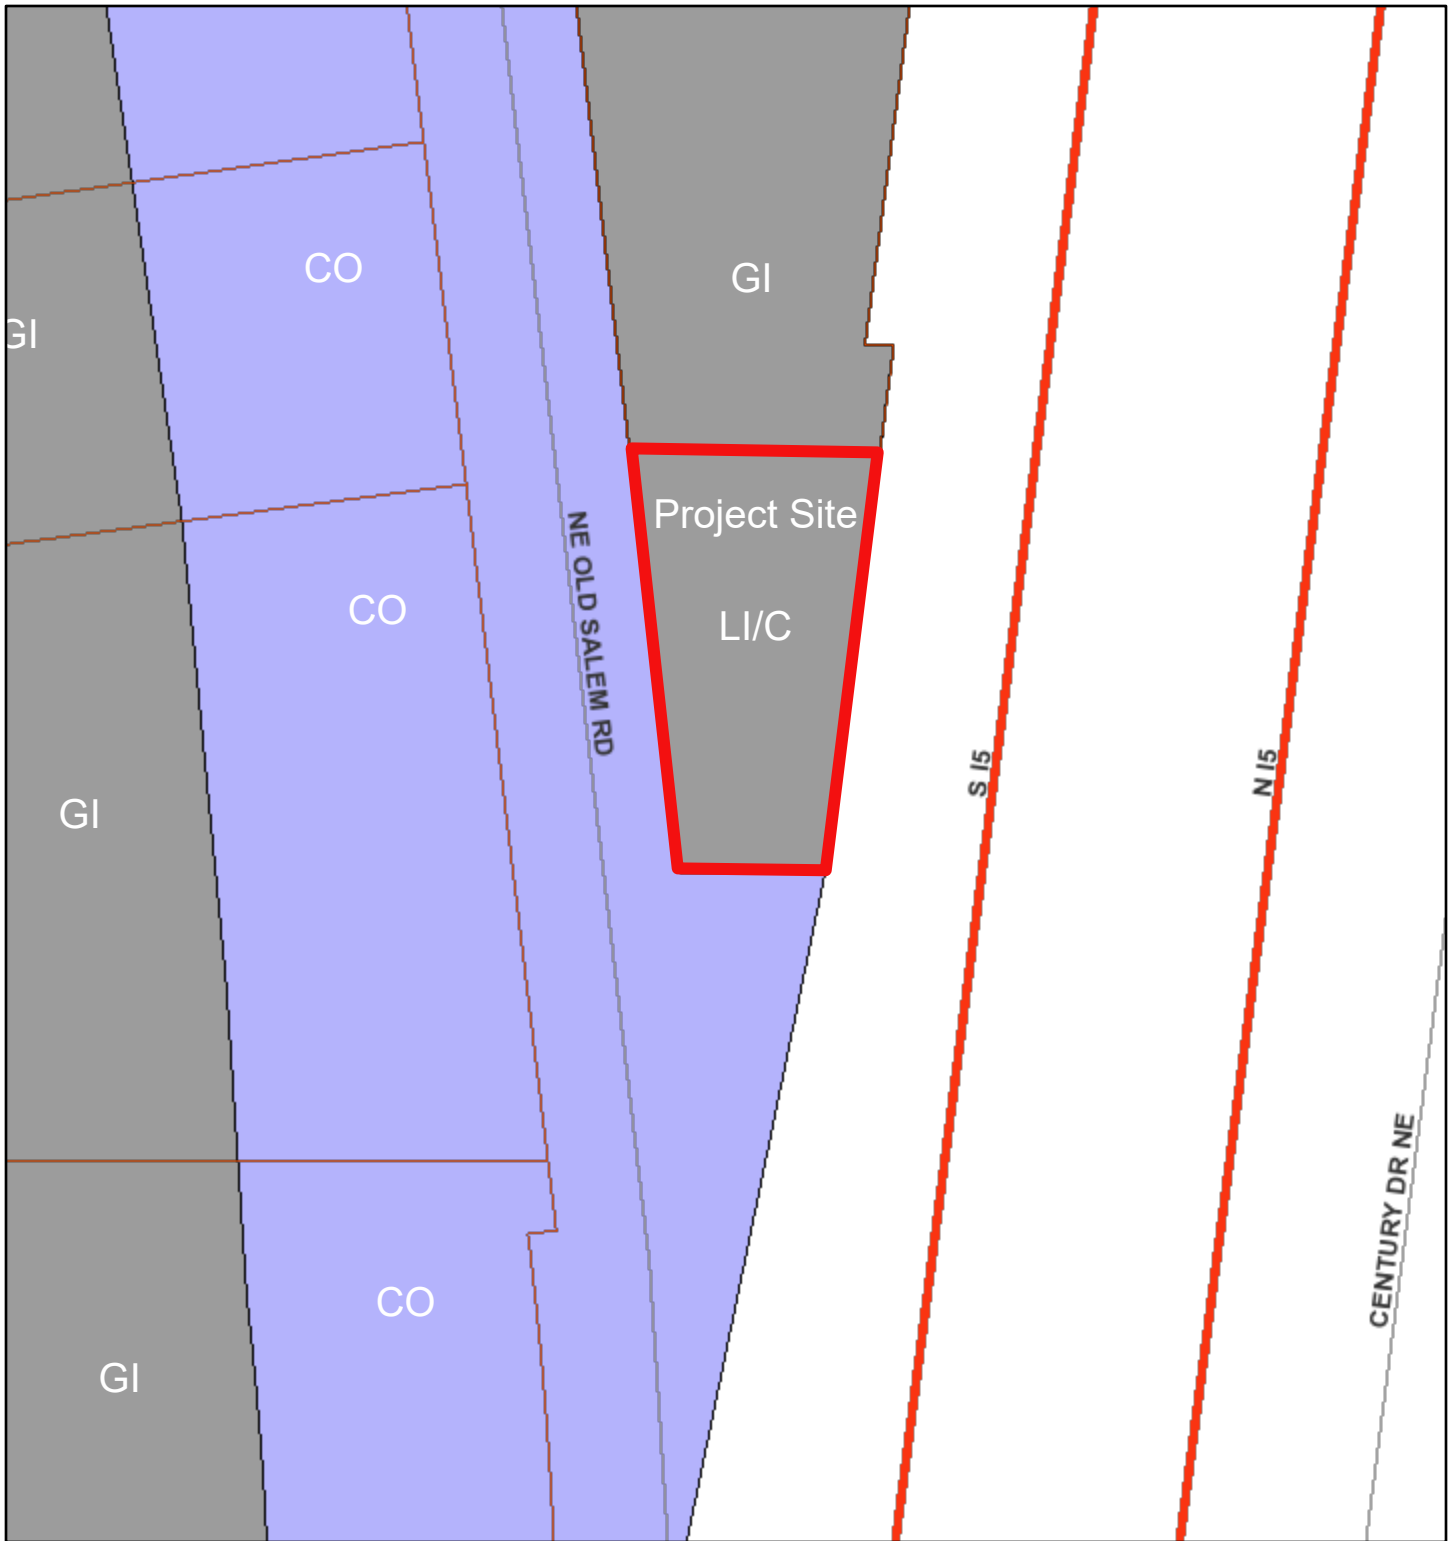 CO
GI
GI
Project Site
NE OLD SALEM RD
CO
LI/C
S I5
N I5
GI
CENTURY DR NE
CO
GI